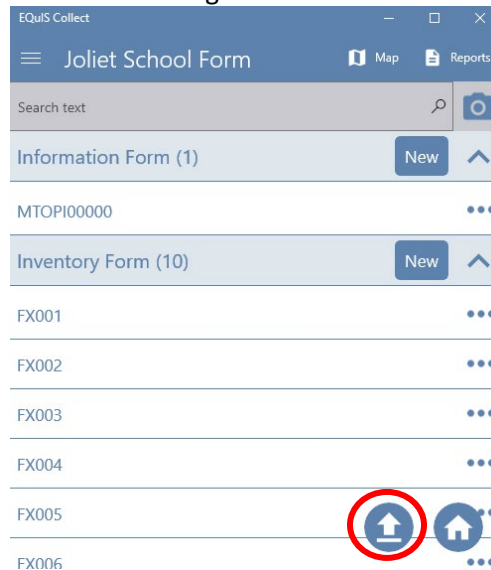 EQuIS Collect
Joliet School Form Map Reports
Search text
Information Form (1) New
MTOPI00000
Inventory Form (10) New
FX001
FX002
FX003
FX004
FX005
FX006